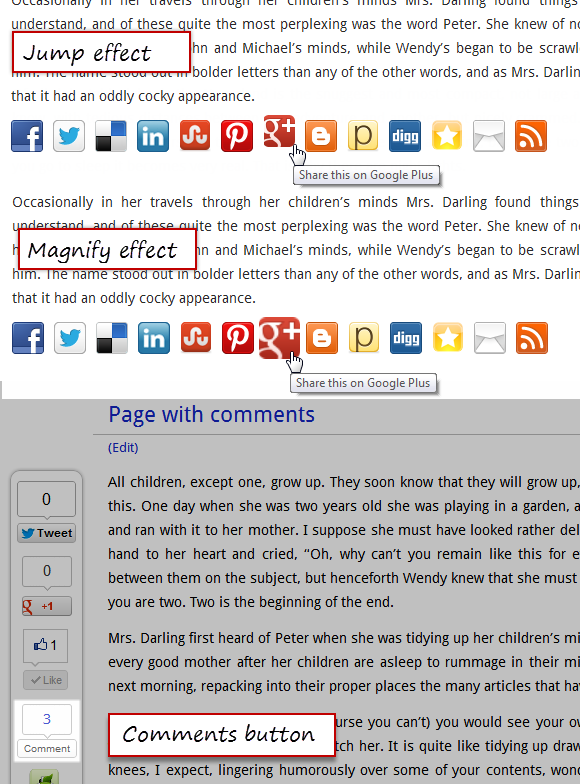 Occasionally in her travels through her children's minds Mrs. Darling found things
understand, and of these quite the most perplexing was the word Peter. She knew of no
Jump effect
hn and Michael's minds, while Wendy's began to be scrawl
him. The name stood out in bolder letters than any of the other words, and as Mrs. Darlin
that it had an oddly cocky appearance.
f in P g+ B p digg
Share this on Google Plus
Occasionally in her travels through her children's minds Mrs. Darling found things
understand, and of these quite the most perplexing was the word Peter. She knew of no
Magnify effect
hn and Michael's minds, while Wendy's began to be scrawl
him. The name stood out in bolder letters than any of the other words, and as Mrs. Darlin
that it had an oddly cocky appearance.
f in P g+ B p digg
Share this on Google Plus
Page with comments
(Edit)
All children, except one, grow up. They soon know that they will grow up,
this. One day when she was two years old she was playing in a garden, a
and ran with it to her mother. I suppose she must have looked rather del
hand to her heart and cried, "Oh, why can't you remain like this for e
between them on the subject, but henceforth Wendy knew that she must
you are two. Two is the beginning of the end.
Mrs. Darling first heard of Peter when she was tidying up her children's mi
every good mother after her children are asleep to rummage in their mi
next morning, repacking into their proper places the many articles that hav
urse you can't) you would see your ow
Comments button
tch her. It is quite like tidying up draw
knees, I expect, lingering humorously over some of your contents, won
0
Tweet
0
g +1
1
Like
3
Comment